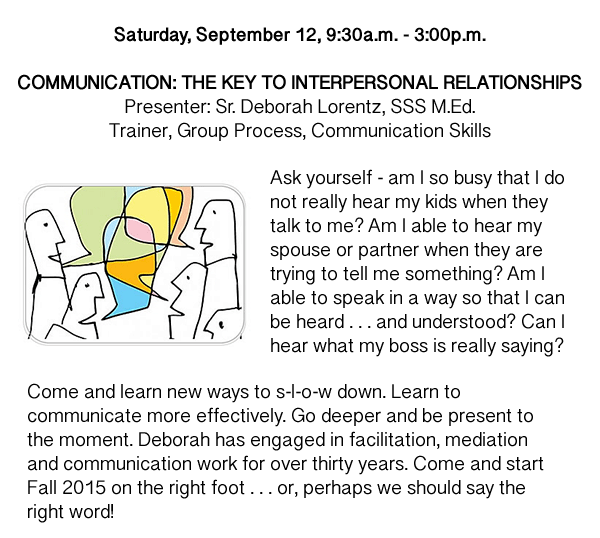 Saturday, September 12, 9:30a.m. - 3:00p.m.
COMMUNICATION: THE KEY TO INTERPERSONAL RELATIONSHIPS
Presenter: Sr. Deborah Lorentz, SSS M.Ed.
Trainer, Group Process, Communication Skills
Ask yourself - am I so busy that I do
not really hear my kids when they
talk to me? Am I able to hear my
spouse or partner when they are
trying to tell me something? Am I
able to speak in a way so that I can
be heard . . . and understood? Can I
hear what my boss is really saying?
Come and learn new ways to s-l-o-w down. Learn to
communicate more effectively. Go deeper and be present to
the moment. Deborah has engaged in facilitation, mediation
and communication work for over thirty years. Come and start
Fall 2015 on the right foot . . . or, perhaps we should say the
right word!